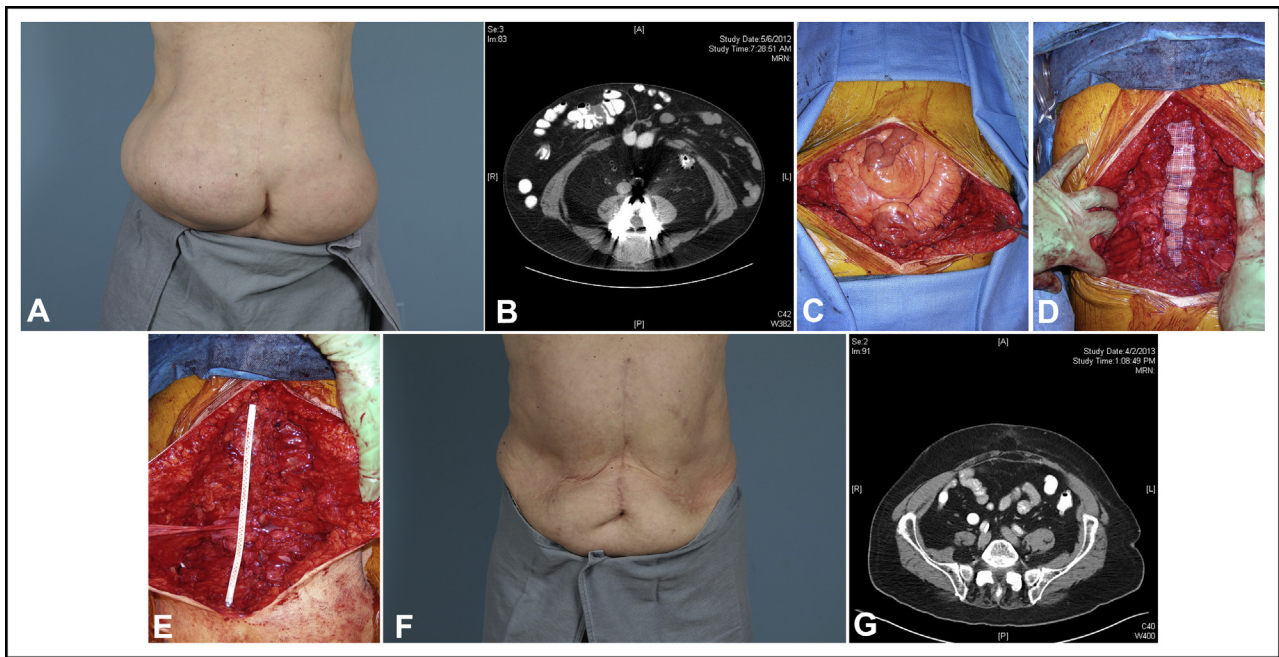 A
Se:3
Im:83
[A]
Study Date:5/6/2012
Study Time:7:28:51 AM
MRN:
[R]
[L]
B
[P]
C42
W382
C
D
E
F
Se:2
Im:91
[A]
Study Date:4/2/2013
Study Time:1:08:49 PM
MRN:
[R]
[L]
G
[P]
C40
W400